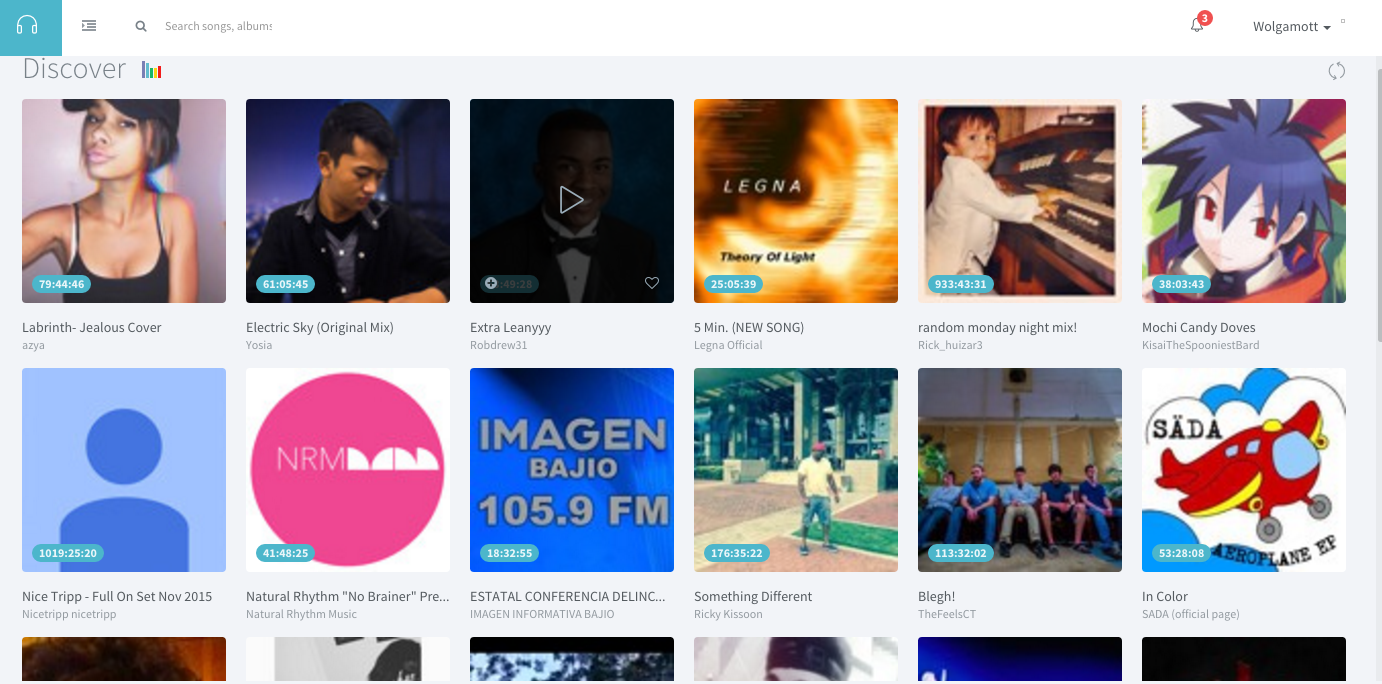 Search songs, albums
3
Wolgamott
Discover
LEGNA
Theory Of Light
79:44:46
61:05:45
:49:28
25:05:39
933:43:31
38:03:43
Labrinth- Jealous Cover
Electric Sky (Original Mix)
Extra Leanyyy
5 Min. (NEW SONG)
random monday night mix!
Mochi Candy Doves
azya
Yosia
Robdrew31
Legna Official
Rick_huizar3
KisaiTheSpooniestBard
SÄDA
IMAGEN
NRM
BAJIO
105.9 FM
AEROPLANE EP
1019:25:20
41:48:25
18:32:55
176:35:22
113:32:02
53:28:08
Nice Tripp - Full On Set Nov 2015
Natural Rhythm "No Brainer" Pre...
ESTATAL CONFERENCIA DELINC...
Something Different
Blegh!
In Color
Nicetripp nicetripp
Natural Rhythm Music
IMAGEN INFORMATIVA BAJIO
Ricky Kissoon
TheFeelsCT
SADA (official page)